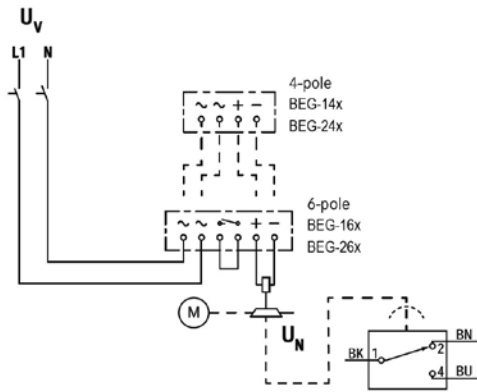 U_V
L1 N
4-pole
BEG-14x
BEG-24x
~ ~ + −
6-pole
BEG-16x
BEG-26x
~ ~ + −
M
U_N
BK 1
2 BN
4 BU